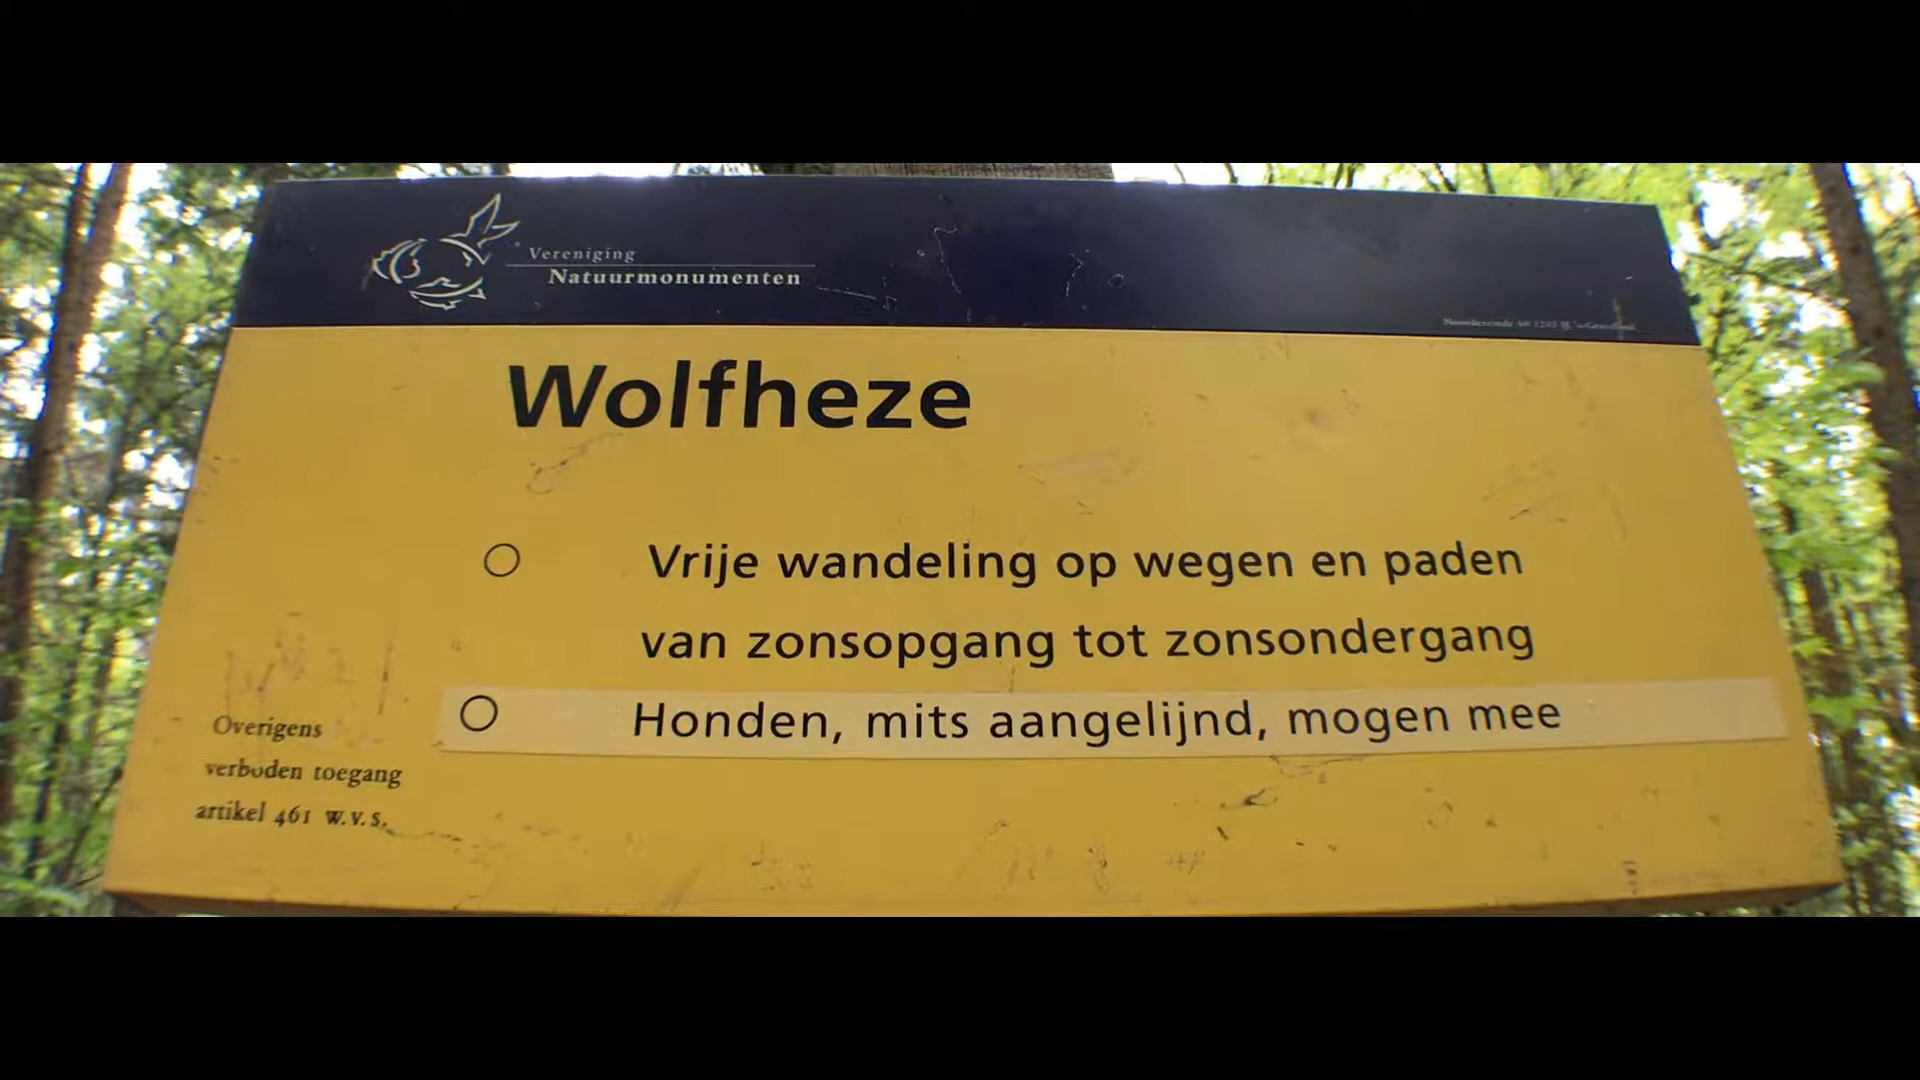 Vereniging
Natuurmonumenten
Wolfheze
Vrije wandeling op wegen en paden
van zonsopgang tot zonsondergang
Honden, mits aangelijnd, mogen mee
Overigens
verboden toegang
artikel 461 W.V.S.